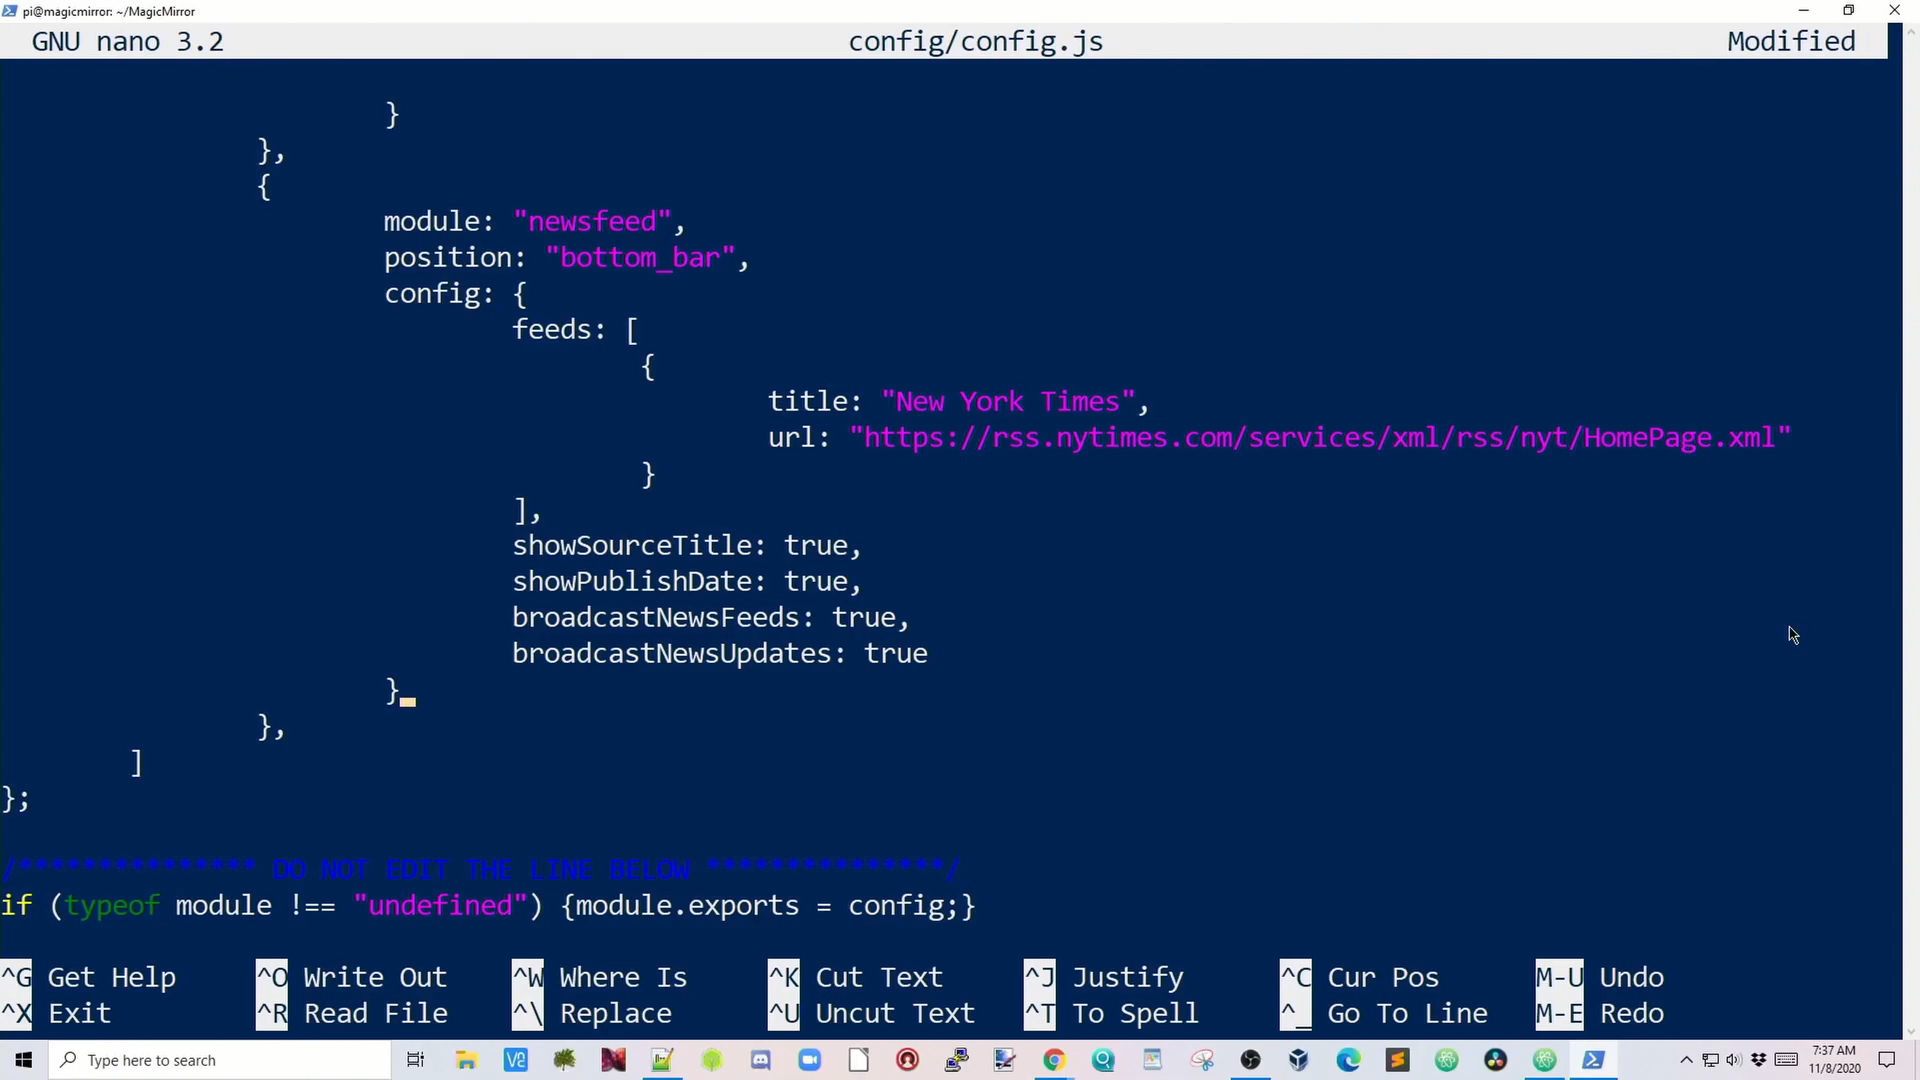 pi@magicmirror: ~/MagicMirror
GNU nano 3.2 config/config.js Modified
}
},
{
module: "newsfeed",
position: "bottom_bar",
config: {
feeds: [
{
title: "New York Times",
url: "https://rss.nytimes.com/services/xml/rss/nyt/HomePage.xml"
}
],
showSourceTitle: true,
showPublishDate: true,
broadcastNewsFeeds: true,
broadcastNewsUpdates: true
}
},
]
};
/*************** DO NOT EDIT THE LINE BELOW ***************/
if (typeof module !== "undefined") {module.exports = config;}
^G Get Help ^O Write Out ^W Where Is ^K Cut Text ^J Justify ^C Cur Pos M-U Undo
^X Exit ^R Read File ^\ Replace ^U Uncut Text ^T To Spell ^_ Go To Line M-E Redo
Type here to search
7:37 AM
11/8/2020